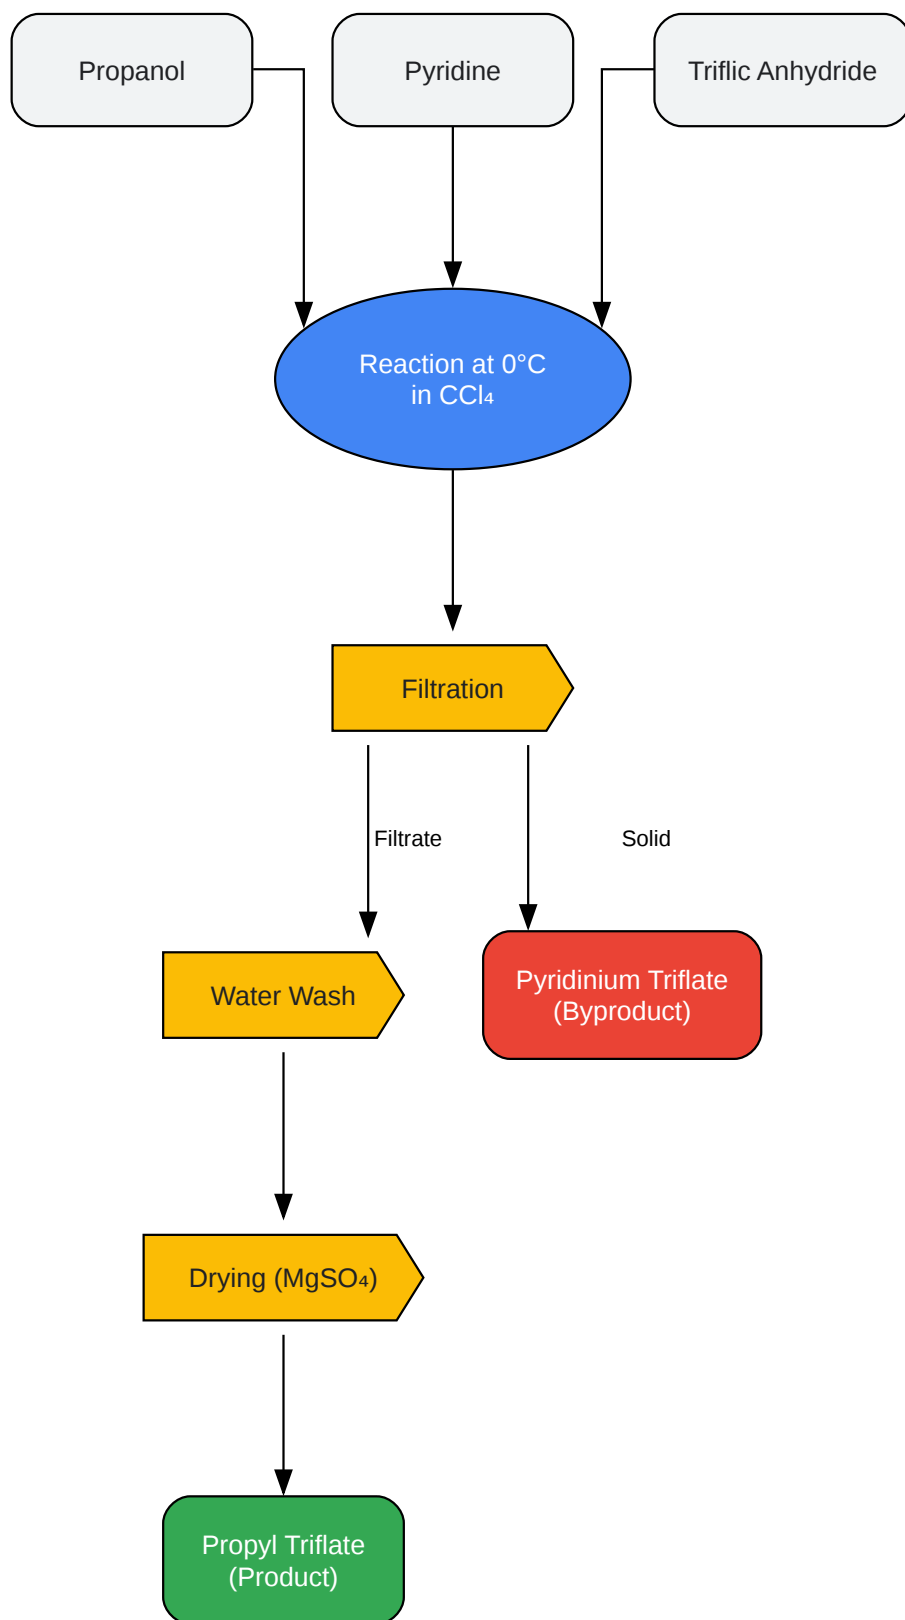 Propanol
Pyridine
Triflic Anhydride
Reaction at 0°C
in CCl₄
Filtration
Filtrate
Solid
Pyridinium Triflate
(Byproduct)
Water Wash
Drying (MgSO₄)
Propyl Triflate
(Product)